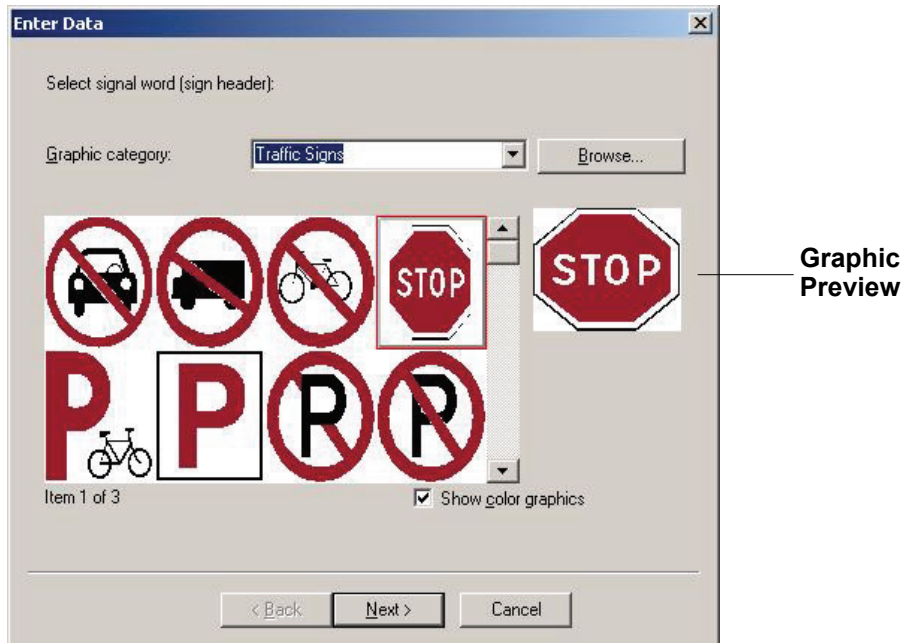 Enter Data
Select signal word (sign header):
Graphic category:
Traffic Signs
Browse...
STOP
STOP
Graphic
Preview
P
P
P
P
Item 1 of 3
Show color graphics
< Back
Next >
Cancel